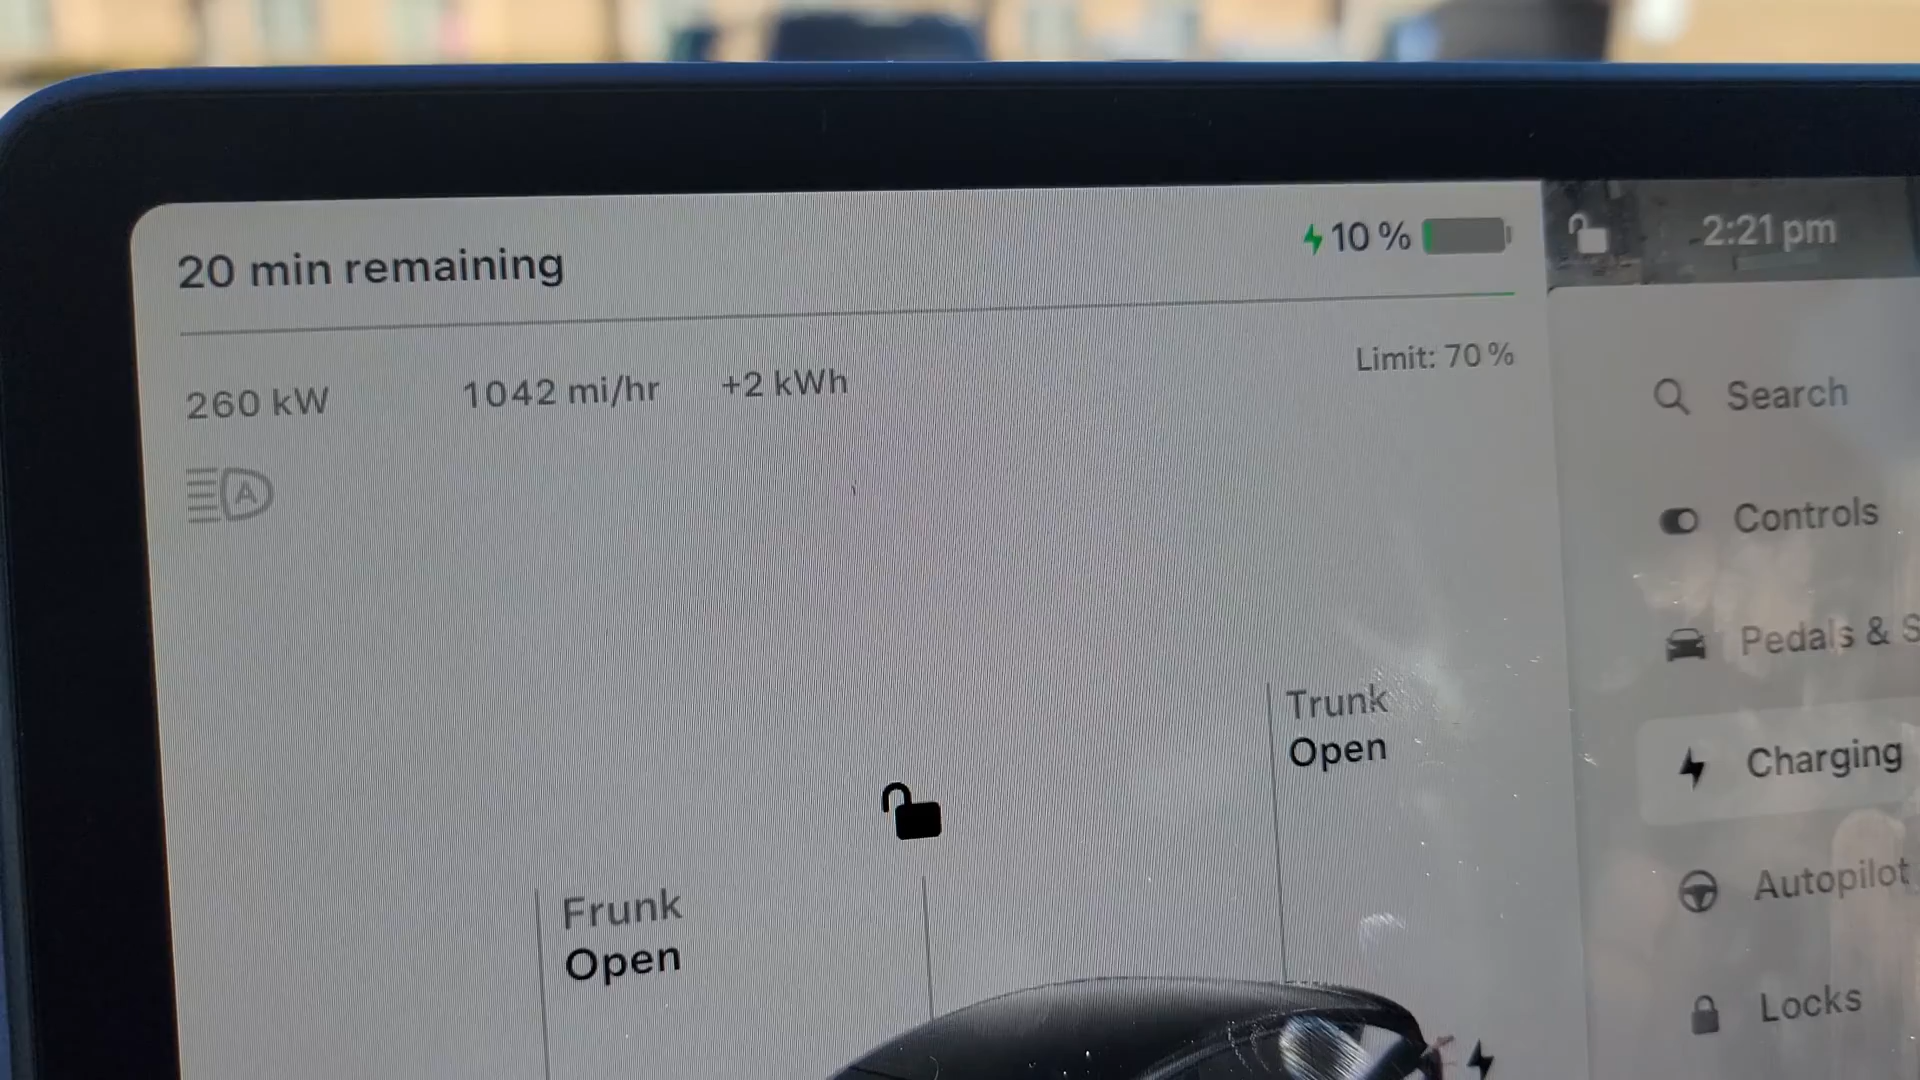 20 min remaining
10 %
2:21 pm
260 kW 1042 mi/hr +2 kWh
Limit: 70 %
A
Search
Controls
Pedals & S
Trunk
Open
Charging
Frunk
Open
Autopilot
Locks